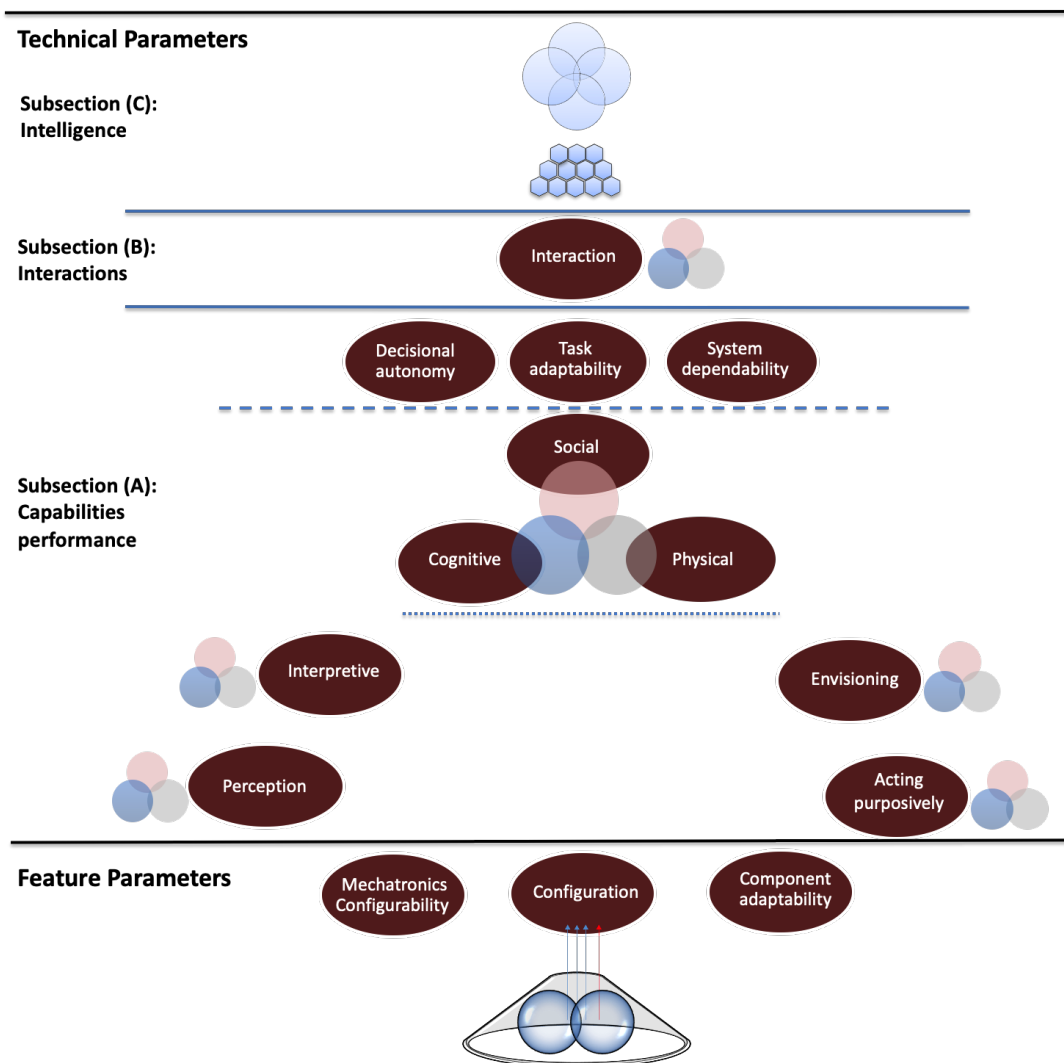 Technical Parameters
Subsection (C):
Intelligence
Subsection (B):
Interactions
Interaction
Decisional
autonomy
Task
adaptability
System
dependability
Social
Subsection (A):
Capabilities
performance
Cognitive
Physical
Interpretive
Envisioning
Perception
Acting
purposively
Feature Parameters
Mechatronics
Configurability
Configuration
Component
adaptability